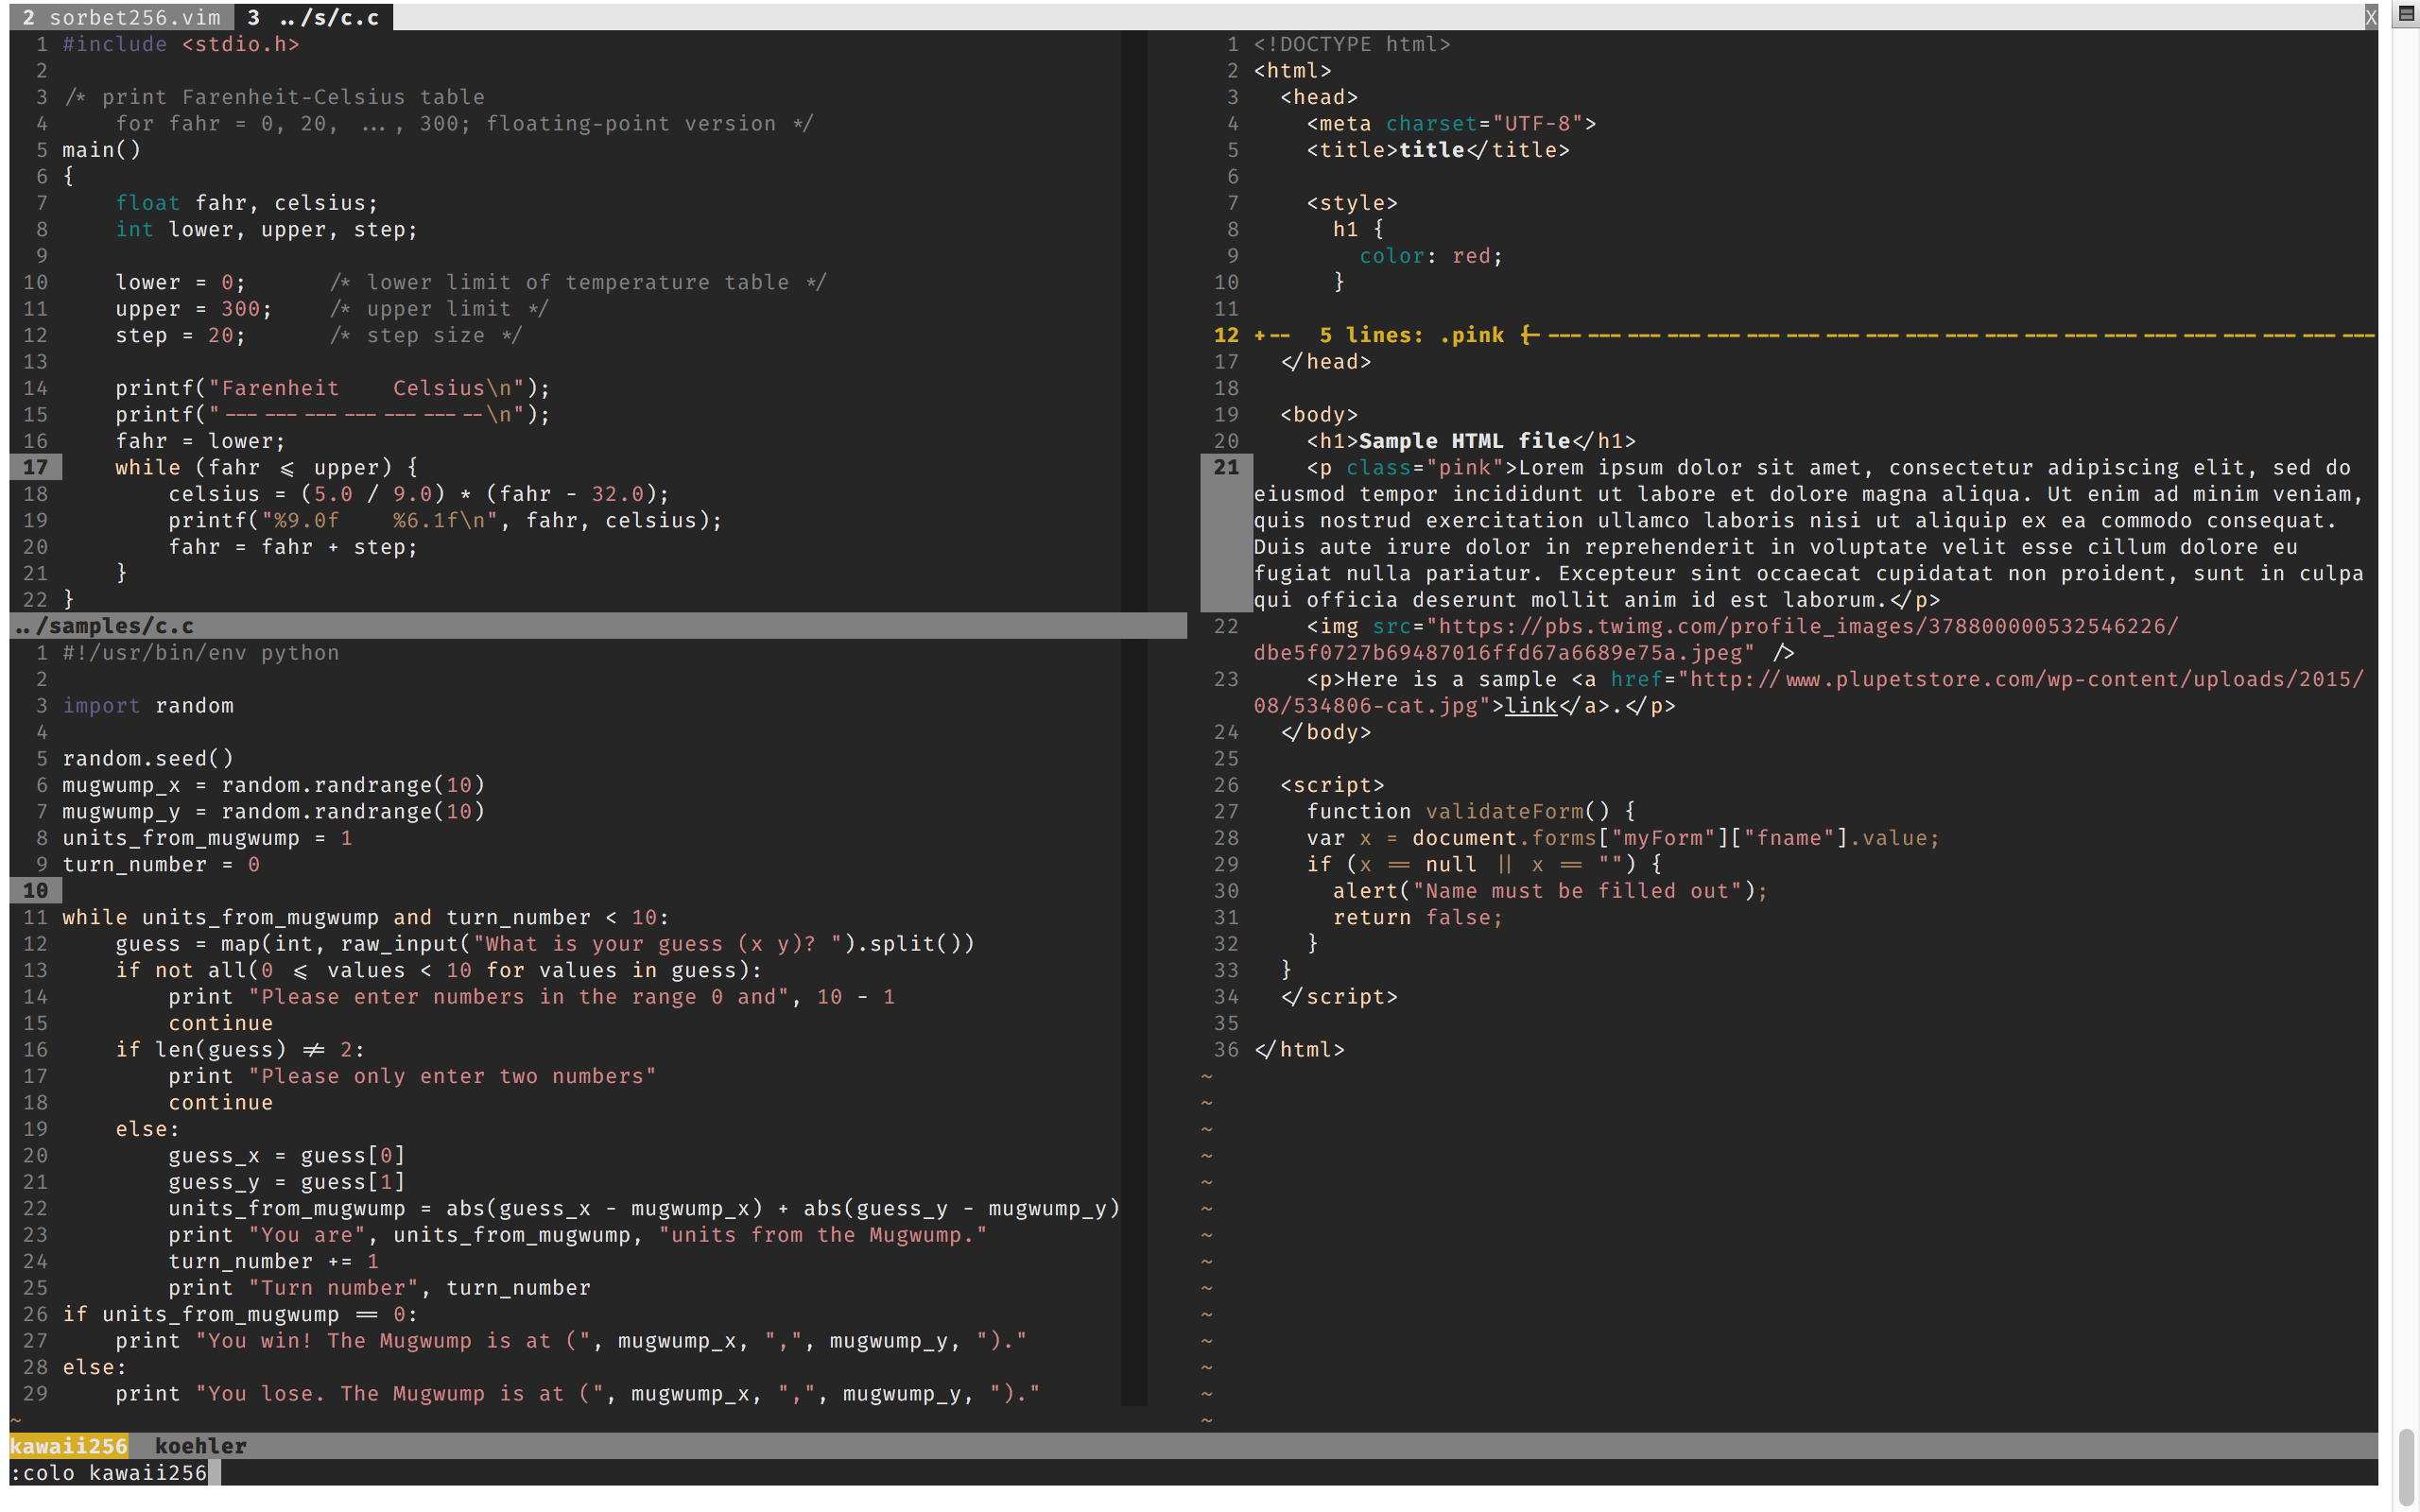 2 sorbet256.vim 3 ../s/c.c X
1 #include <stdio.h>
2
3 /* print Farenheit-Celsius table
4     for fahr = 0, 20, ..., 300; floating-point version */
5 main()
6 {
7     float fahr, celsius;
8     int lower, upper, step;
9
10     lower = 0;      /* lower limit of temperature table */
11     upper = 300;    /* upper limit */
12     step = 20;      /* step size */
13
14     printf("Farenheit    Celsius\n");
15     printf("--------------------\n");
16     fahr = lower;
17     while (fahr <= upper) {
18         celsius = (5.0 / 9.0) * (fahr - 32.0);
19         printf("%9.0f    %6.1f\n", fahr, celsius);
20         fahr = fahr + step;
21     }
22 }
../samples/c.c
1 #!/usr/bin/env python
2
3 import random
4
5 random.seed()
6 mugwump_x = random.randrange(10)
7 mugwump_y = random.randrange(10)
8 units_from_mugwump = 1
9 turn_number = 0
10
11 while units_from_mugwump and turn_number < 10:
12     guess = map(int, raw_input("What is your guess (x y)? ").split())
13     if not all(0 <= values < 10 for values in guess):
14         print "Please enter numbers in the range 0 and", 10 - 1
15         continue
16     if len(guess) != 2:
17         print "Please only enter two numbers"
18         continue
19     else:
20         guess_x = guess[0]
21         guess_y = guess[1]
22         units_from_mugwump = abs(guess_x - mugwump_x) + abs(guess_y - mugwump_y)
23         print "You are", units_from_mugwump, "units from the Mugwump."
24         turn_number += 1
25         print "Turn number", turn_number
26 if units_from_mugwump == 0:
27     print "You win! The Mugwump is at (", mugwump_x, ",", mugwump_y, ")."
28 else:
29     print "You lose. The Mugwump is at (", mugwump_x, ",", mugwump_y, ")."
~
1 <!DOCTYPE html>
2 <html>
3   <head>
4     <meta charset="UTF-8">
5     <title>title</title>
6
7     <style>
8       h1 {
9         color: red;
10       }
11
12 +--  5 lines: .pink {----------------------------------------------------------------
17   </head>
18
19   <body>
20     <h1>Sample HTML file</h1>
21     <p class="pink">Lorem ipsum dolor sit amet, consectetur adipiscing elit, sed do
eiusmod tempor incididunt ut labore et dolore magna aliqua. Ut enim ad minim veniam,
quis nostrud exercitation ullamco laboris nisi ut aliquip ex ea commodo consequat.
Duis aute irure dolor in reprehenderit in voluptate velit esse cillum dolore eu
fugiat nulla pariatur. Excepteur sint occaecat cupidatat non proident, sunt in culpa
qui officia deserunt mollit anim id est laborum.</p>
22     <img src="https://pbs.twimg.com/profile_images/378800000532546226/
dbe5f0727b69487016ffd67a6689e75a.jpeg" />
23     <p>Here is a sample <a href="http://www.plupetstore.com/wp-content/uploads/2015/
08/534806-cat.jpg">link</a>.</p>
24   </body>
25
26   <script>
27     function validateForm() {
28     var x = document.forms["myForm"]["fname"].value;
29     if (x == null || x == "") {
30       alert("Name must be filled out");
31       return false;
32     }
33   }
34   </script>
35
36 </html>
~
~
~
~
~
~
~
~
~
~
~
~
~
~
kawaii256  koehler
:colo kawaii256